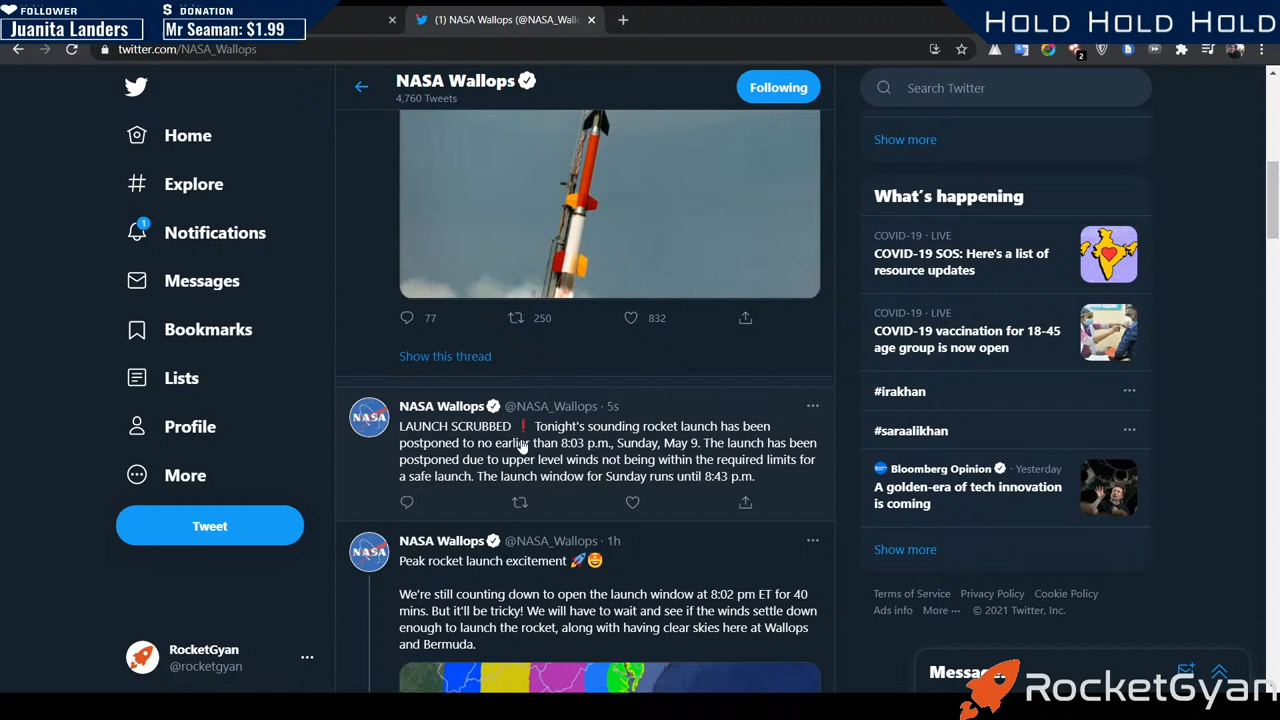 FOLLOWER
Juanita Landers
DONATION
Mr Seaman: $1.99
(1) NASA Wallops (@NASA_Wall
HOLD HOLD HOLD
twitter.com/NASA_Wallops
2
Home
Explore
1
Notifications
Messages
Bookmarks
Lists
Profile
More
Tweet
RocketGyan
@rocketgyan
NASA Wallops
4,760 Tweets
Following
77
250
832
Show this thread
NASA
NASA Wallops @NASA_Wallops · 5s
LAUNCH SCRUBBED ❗ Tonight's sounding rocket launch has been
postponed to no earlier than 8:03 p.m., Sunday, May 9. The launch has been
postponed due to upper level winds not being within the required limits for
a safe launch. The launch window for Sunday runs until 8:43 p.m.
NASA
NASA Wallops @NASA_Wallops · 1h
Peak rocket launch excitement 🚀🤩
We're still counting down to open the launch window at 8:02 pm ET for 40
mins. But it'll be tricky! We will have to wait and see if the winds settle down
enough to launch the rocket, along with having clear skies here at Wallops
and Bermuda.
Search Twitter
Show more
What's happening
COVID-19 · LIVE
COVID-19 SOS: Here's a list of
resource updates
COVID-19 · LIVE
COVID-19 vaccination for 18-45
age group is now open
#irakhan
#saraalikhan
Bloomberg Opinion · Yesterday
A golden-era of tech innovation
is coming
Show more
Terms of Service Privacy Policy Cookie Policy
Ads info More ··· © 2021 Twitter, Inc.
RocketGyan